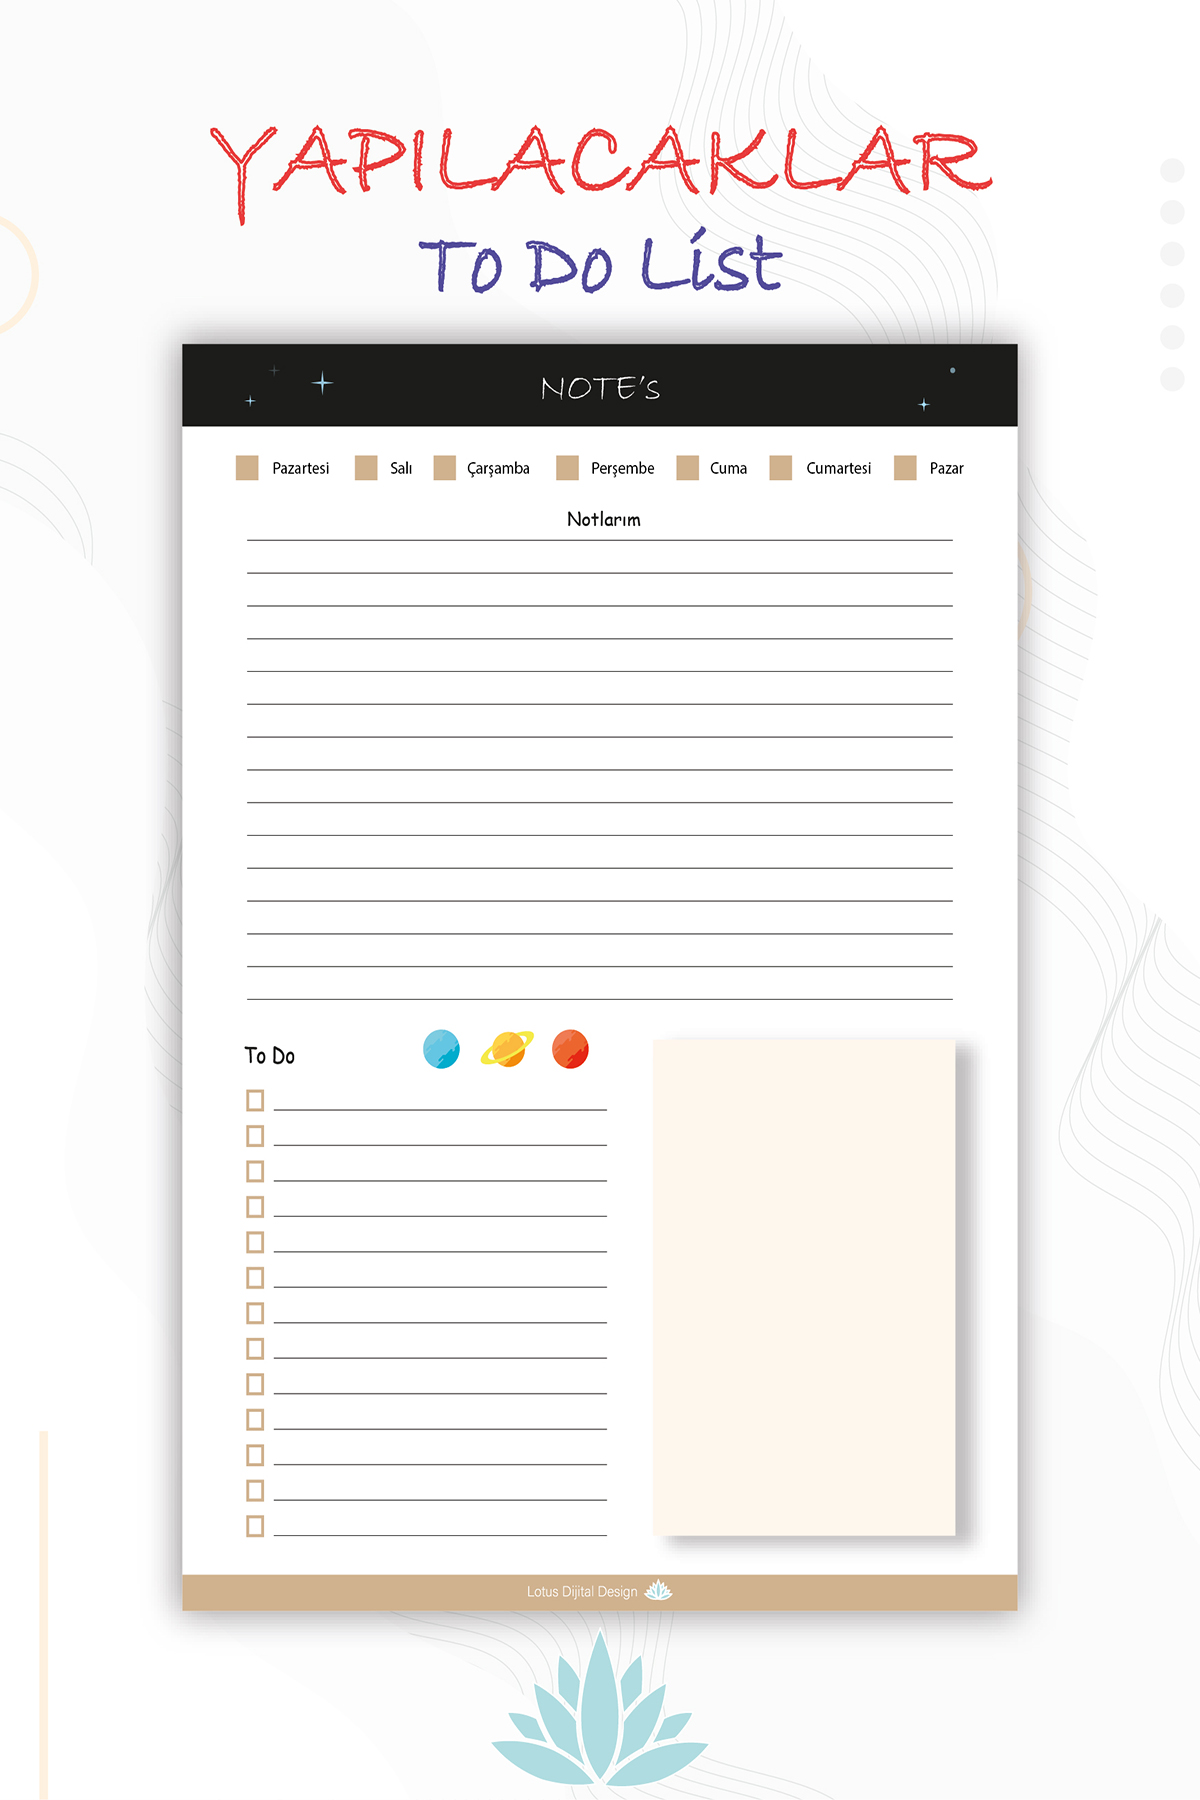 YAPILACAKLAR
To Do List
NOTE's
Pazartesi Salı Çarşamba Perşembe Cuma Cumartesi Pazar
Notlarım
To Do
Lotus Dijital Design